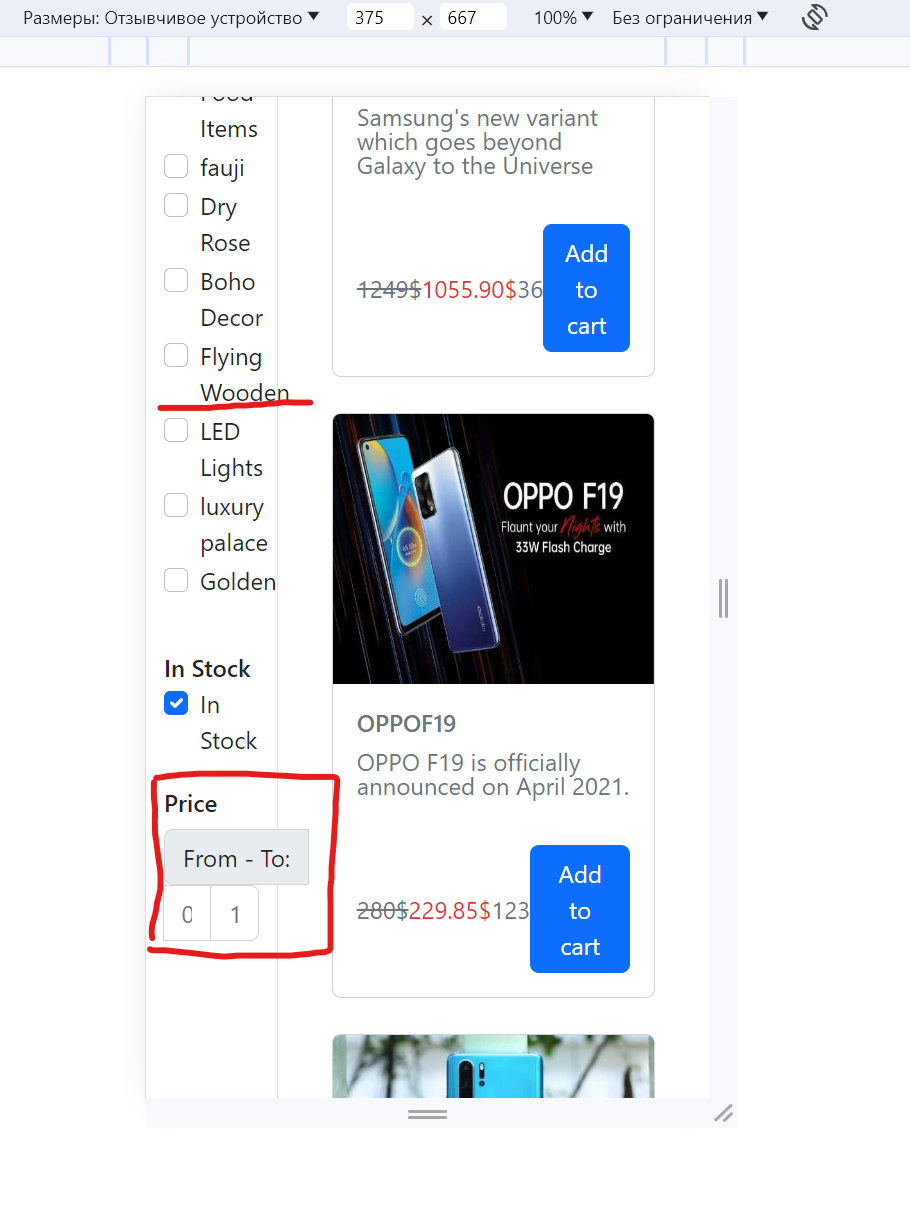 Размеры: Отзывчивое устройство 375 × 667 100% Без ограничения
Food
Items
fauji
Dry
Rose
Boho
Decor
Flying
Wooden
LED
Lights
luxury
palace
Golden
In Stock
In
Stock
Price
From - To:
0 1
Samsung's new variant
which goes beyond
Galaxy to the Universe
1249$1055.90$36
Add
to
cart
OPPO F19
Flaunt your Nights with
33W Flash Charge
oppo
OPPOF19
OPPO F19 is officially
announced on April 2021.
280$229.85$123
Add
to
cart